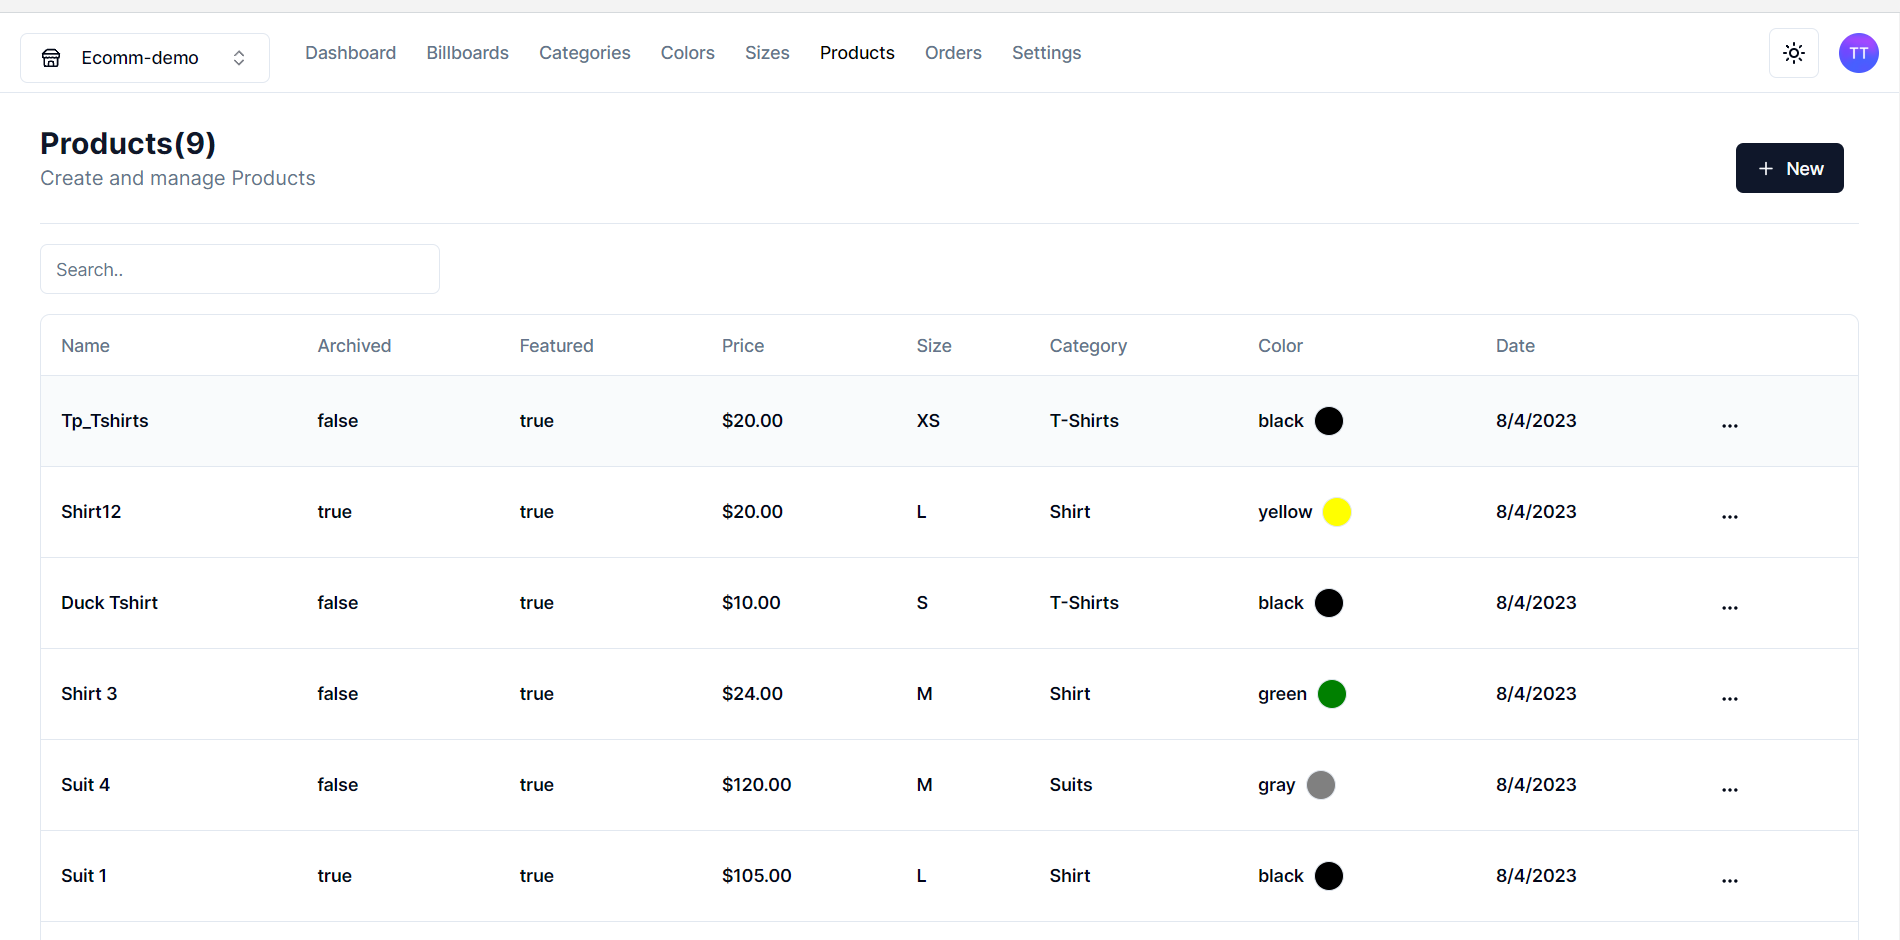 Ecomm-demo Dashboard Billboards Categories Colors Sizes Products Orders Settings TT
Products(9)
Create and manage Products
+ New
Search..
Name Archived Featured Price Size Category Color Date
Tp_Tshirts false true $20.00 XS T-Shirts black 8/4/2023 ...
Shirt12 true true $20.00 L Shirt yellow 8/4/2023 ...
Duck Tshirt false true $10.00 S T-Shirts black 8/4/2023 ...
Shirt 3 false true $24.00 M Shirt green 8/4/2023 ...
Suit 4 false true $120.00 M Suits gray 8/4/2023 ...
Suit 1 true true $105.00 L Shirt black 8/4/2023 ...